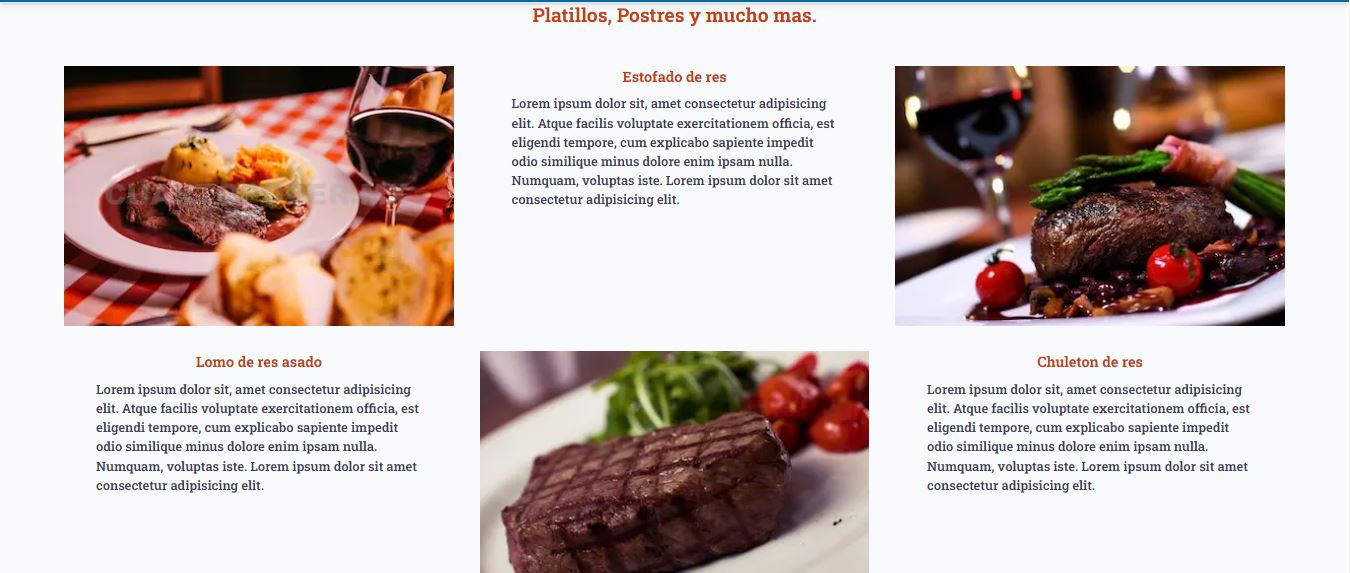 Platillos, Postres y mucho mas.
Estofado de res
Lorem ipsum dolor sit, amet consectetur adipisicing
elit. Atque facilis voluptate exercitationem officia, est
eligendi tempore, cum explicabo sapiente impedit
odio similique minus dolore enim ipsam nulla.
Numquam, voluptas iste. Lorem ipsum dolor sit amet
consectetur adipisicing elit.
Lomo de res asado
Lorem ipsum dolor sit, amet consectetur adipisicing
elit. Atque facilis voluptate exercitationem officia, est
eligendi tempore, cum explicabo sapiente impedit
odio similique minus dolore enim ipsam nulla.
Numquam, voluptas iste. Lorem ipsum dolor sit amet
consectetur adipisicing elit.
Chuleton de res
Lorem ipsum dolor sit, amet consectetur adipisicing
elit. Atque facilis voluptate exercitationem officia, est
eligendi tempore, cum explicabo sapiente impedit
odio similique minus dolore enim ipsam nulla.
Numquam, voluptas iste. Lorem ipsum dolor sit amet
consectetur adipisicing elit.